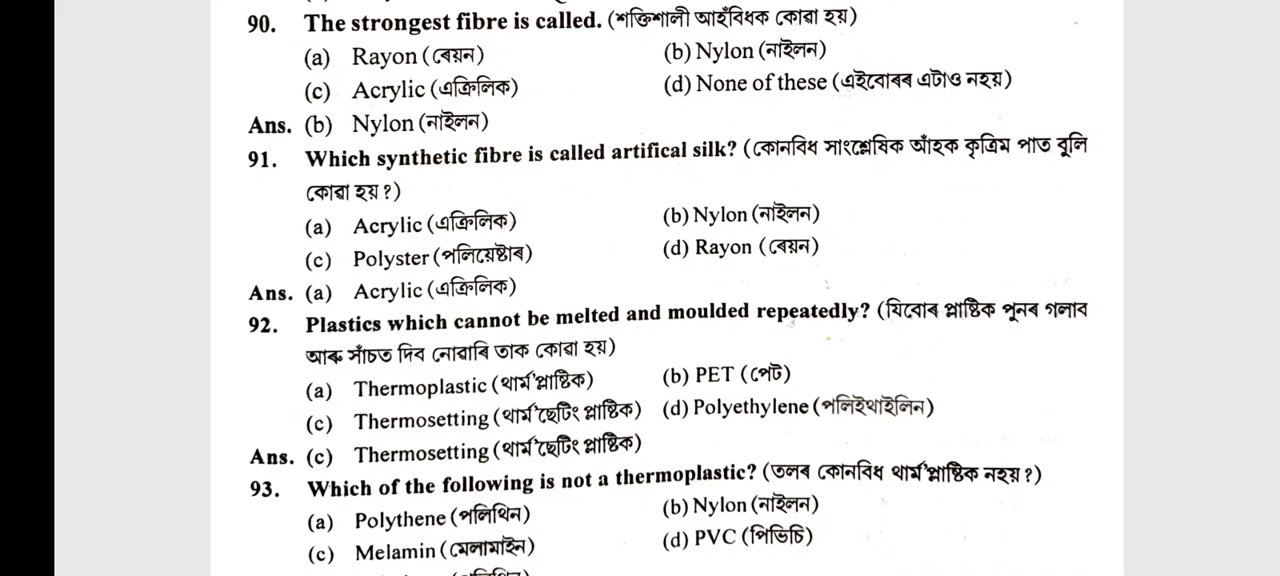 90. The strongest fibre is called. (শক্তিশালী আহঁবিধক কোৱা হয়)
(a) Rayon (ৰেয়ন) (b) Nylon (নাইলন)
(c) Acrylic (এক্রিলিক) (d) None of these (এইবোৰৰ এটাও নহয়)
Ans. (b) Nylon (নাইলন)
91. Which synthetic fibre is called artifical silk? (কোনবিধ সাংশ্লেষিক আঁহক কৃত্ৰিম পাত বুলি
কোৱা হয়?)
(a) Acrylic (এক্রিলিক) (b) Nylon (নাইলন)
(c) Polyster (পলিয়েষ্টাৰ) (d) Rayon (ৰেয়ন)
Ans. (a) Acrylic (এক্রিলিক)
92. Plastics which cannot be melted and moulded repeatedly? (যিবোৰ প্লাষ্টিক পূনৰ গলাব
আৰু সাঁচত দিব নোৱাৰি তাক কোৱা হয়)
(a) Thermoplastic (থাৰ্ম'প্লাষ্টিক) (b) PET (পেট)
(c) Thermosetting (থাৰ্ম'ছেটিং প্লাষ্টিক) (d) Polyethylene (পলিইথাইলিন)
Ans. (c) Thermosetting (থাৰ্ম'ছেটিং প্লাষ্টিক)
93. Which of the following is not a thermoplastic? (তলৰ কোনবিধ থাৰ্ম'প্লাষ্টিক নহয়?)
(a) Polythene (পলিথিন) (b) Nylon (নাইলন)
(c) Melamin (মেলামাইন) (d) PVC (পিভিচি)